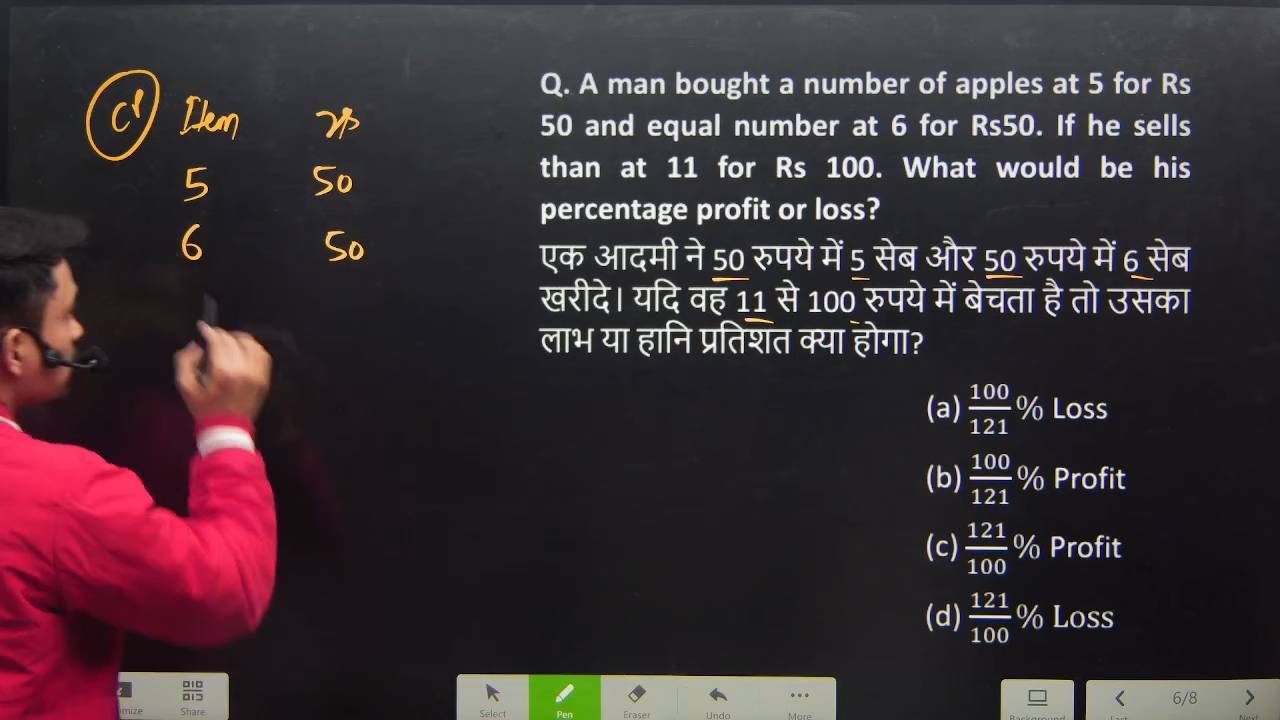 CP Item रु
5 50
6 50
Q. A man bought a number of apples at 5 for Rs
50 and equal number at 6 for Rs50. If he sells
than at 11 for Rs 100. What would be his
percentage profit or loss?
एक आदमी ने 50 रुपये में 5 सेब और 50 रुपये में 6 सेब
खरीदे। यदि वह 11 से 100 रुपये में बेचता है तो उसका
लाभ या हानि प्रतिशत क्या होगा?
(a) 100/121 % Loss
(b) 100/121 % Profit
(c) 121/100 % Profit
(d) 121/100 % Loss
Share Select Pen Eraser Undo More Background 6/8 Next